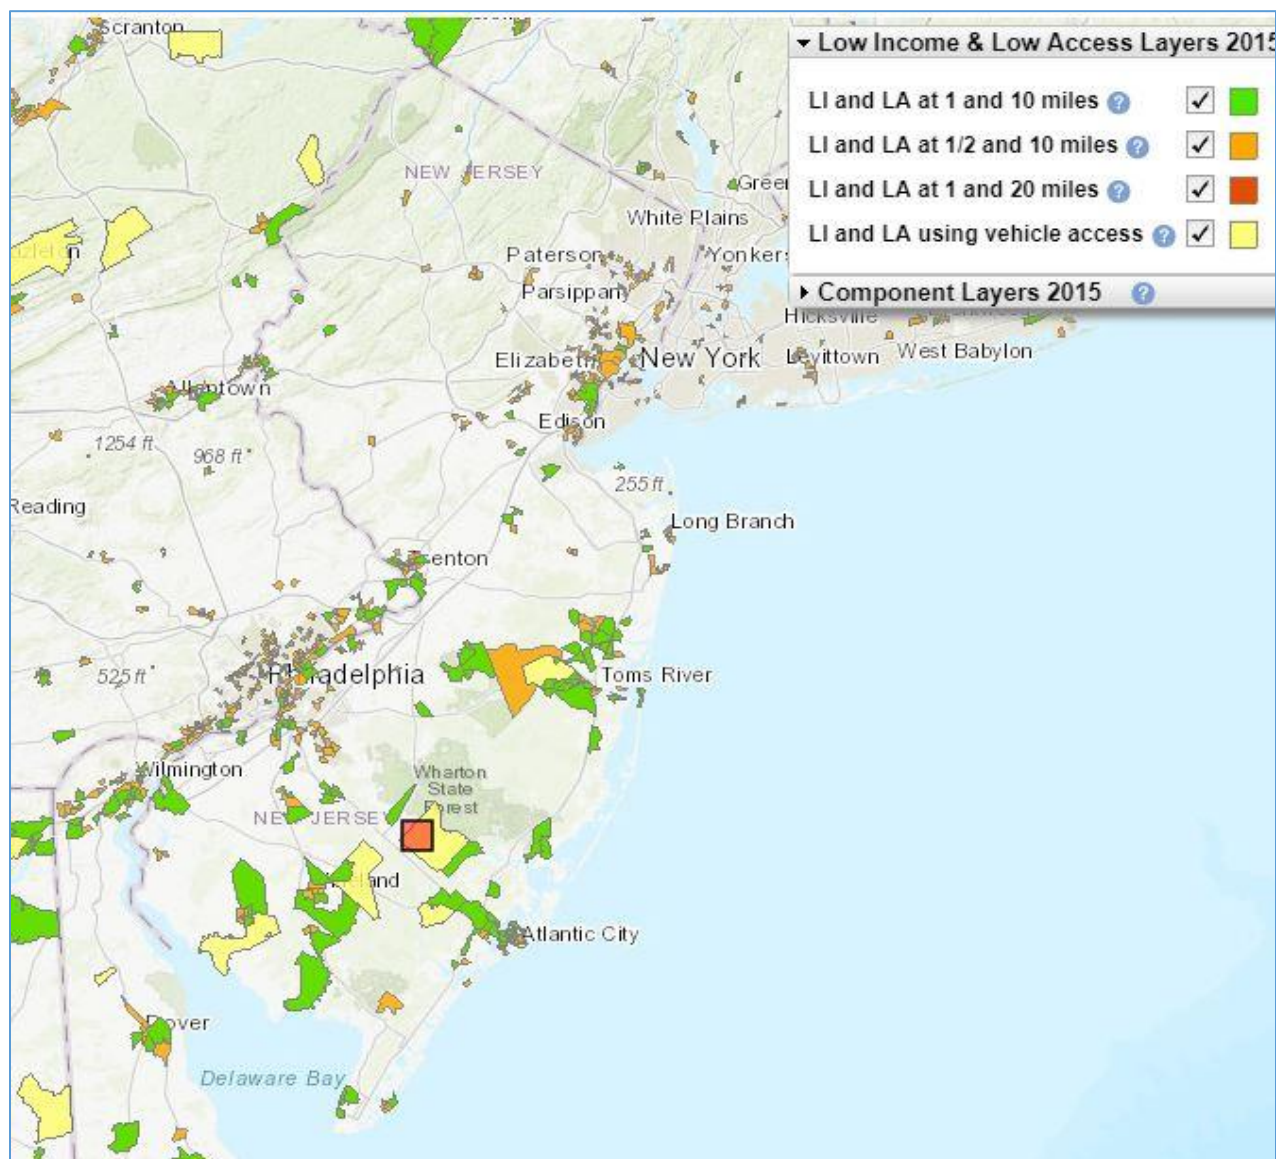 Scranton
Low Income & Low Access Layers 2015
LI and LA at 1 and 10 miles ?
LI and LA at 1/2 and 10 miles ?
LI and LA at 1 and 20 miles ?
LI and LA using vehicle access ?
Component Layers 2015 ?
NEW JERSEY
Green
White Plains
Paterson
Yonkers
Parsippany
Hicksville
Elizabeth
New York
Levittown
West Babylon
Allentown
Edison
1254 ft
968 ft
255 ft
Reading
Long Branch
Trenton
525 ft
Philadelphia
Toms River
Wilmington
Wharton
State
Forest
NEW JERSEY
Vineland
Atlantic City
Dover
Delaware Bay